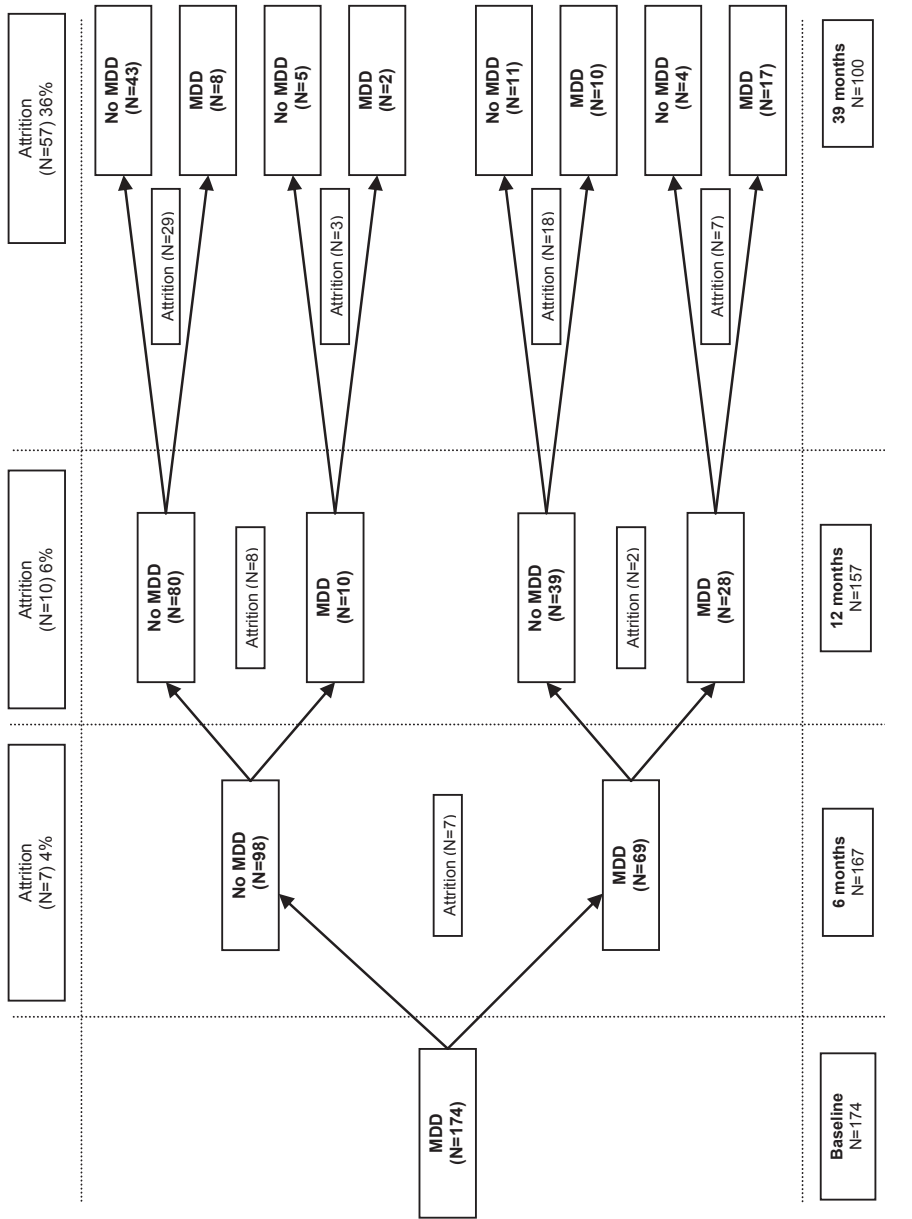 Attrition
(N=7) 4%
Attrition
(N=10) 6%
Attrition
(N=57) 36%
No MDD
(N=43)
No MDD
(N=80)
Attrition (N=29)
MDD
(N=8)
No MDD
(N=98)
Attrition (N=8)
No MDD
(N=5)
MDD
(N=10)
Attrition (N=3)
MDD
(N=2)
MDD
(N=174)
Attrition (N=7)
No MDD
(N=11)
No MDD
(N=39)
Attrition (N=18)
MDD
(N=10)
MDD
(N=69)
Attrition (N=2)
No MDD
(N=4)
MDD
(N=28)
Attrition (N=7)
MDD
(N=17)
Baseline
N=174
6 months
N=167
12 months
N=157
39 months
N=100